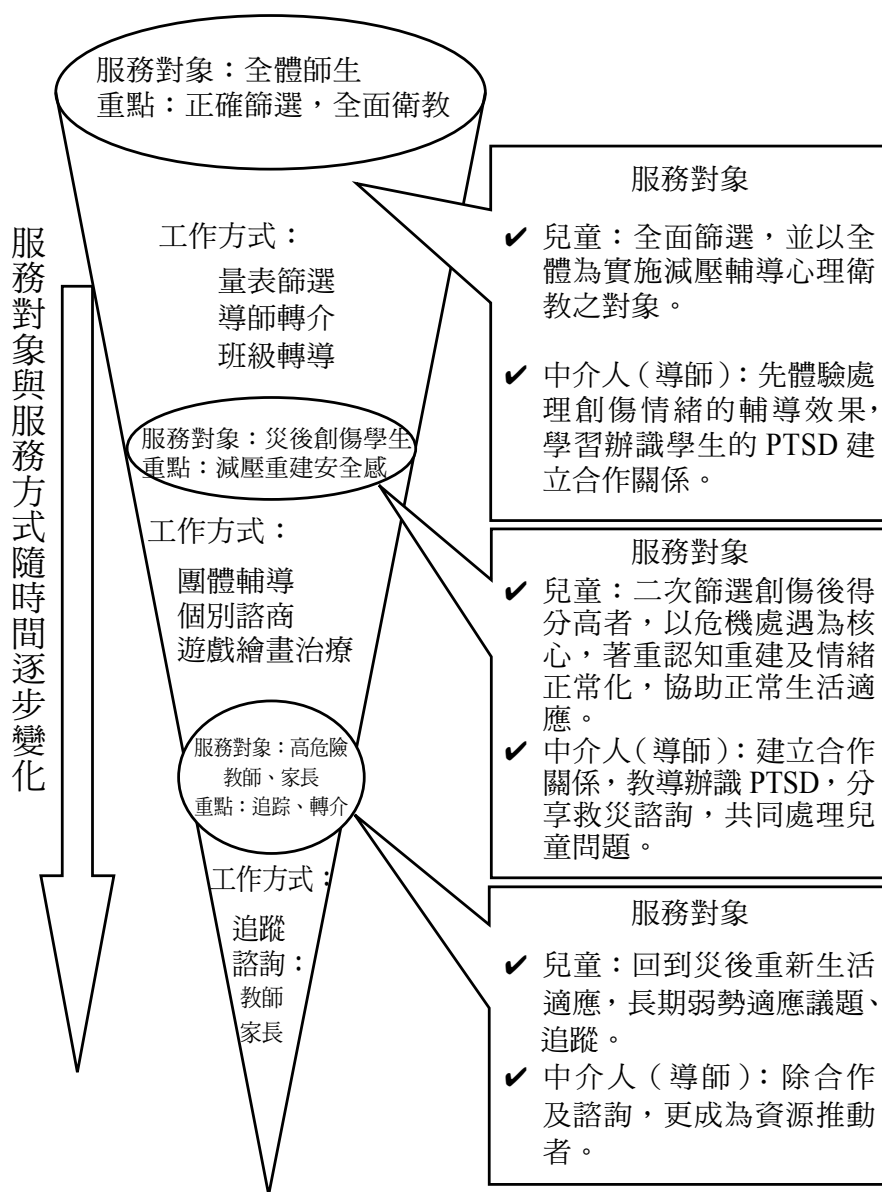 服務對象：全體師生
重點：正確篩選，全面衛教
服務對象與服務方式隨時間逐步變化
工作方式：
量表篩選
導師轉介
班級轉導
服務對象
✔ 兒童：全面篩選，並以全
體為實施減壓輔導心理衛
教之對象。
✔ 中介人（導師）：先體驗處
理創傷情緒的輔導效果，
學習辨識學生的 PTSD 建
立合作關係。
服務對象：災後創傷學生
重點：減壓重建安全感
工作方式：
團體輔導
個別諮商
遊戲繪畫治療
服務對象
✔ 兒童：二次篩選創傷後得
分高者，以危機處遇為核
心，著重認知重建及情緒
正常化，協助正常生活適
應。
✔ 中介人（導師）：建立合作
關係，教導辨識 PTSD，分
享救災諮詢，共同處理兒
童問題。
服務對象：高危險
教師、家長
重點：追踪、轉介
工作方式：
追蹤
諮詢：
教師
家長
服務對象
✔ 兒童：回到災後重新生活
適應，長期弱勢適應議題、
追蹤。
✔ 中介人（導師）：除合作
及諮詢，更成為資源推動
者。